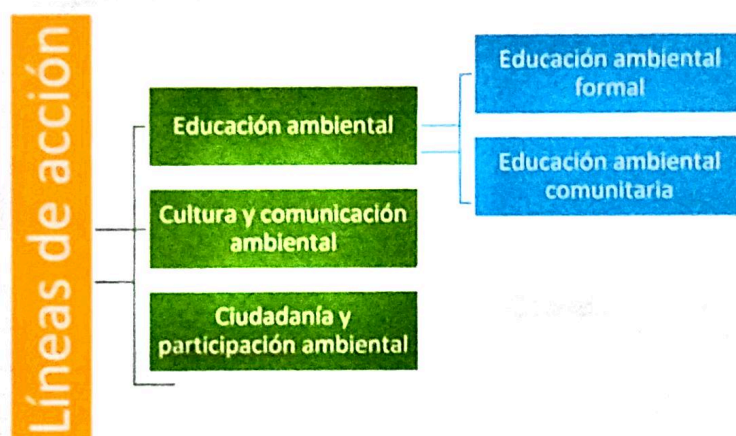 Líneas de acción
Educación ambiental
Cultura y comunicación
ambiental
Ciudadanía y
participación ambiental
Educación ambiental
formal
Educación ambiental
comunitaria